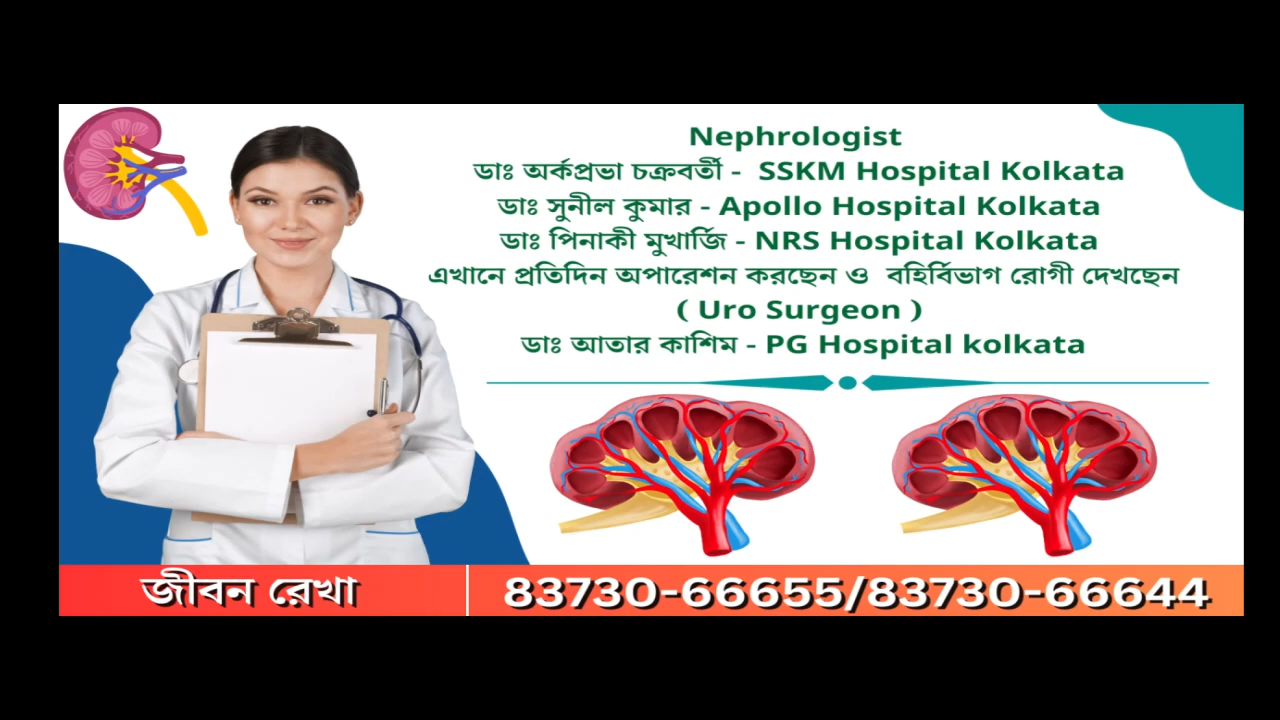 Nephrologist
ডাঃ অর্কপ্রভা চক্রবর্তী - SSKM Hospital Kolkata
ডাঃ সুনীল কুমার - Apollo Hospital Kolkata
ডাঃ পিনাকী মুখার্জি - NRS Hospital Kolkata
এখানে প্রতিদিন অপারেশন করছেন ও বহির্বিভাগ রোগী দেখছেন
( Uro Surgeon )
ডাঃ আতার কাশিম - PG Hospital kolkata
জীবন রেখা
83730-66655/83730-66644